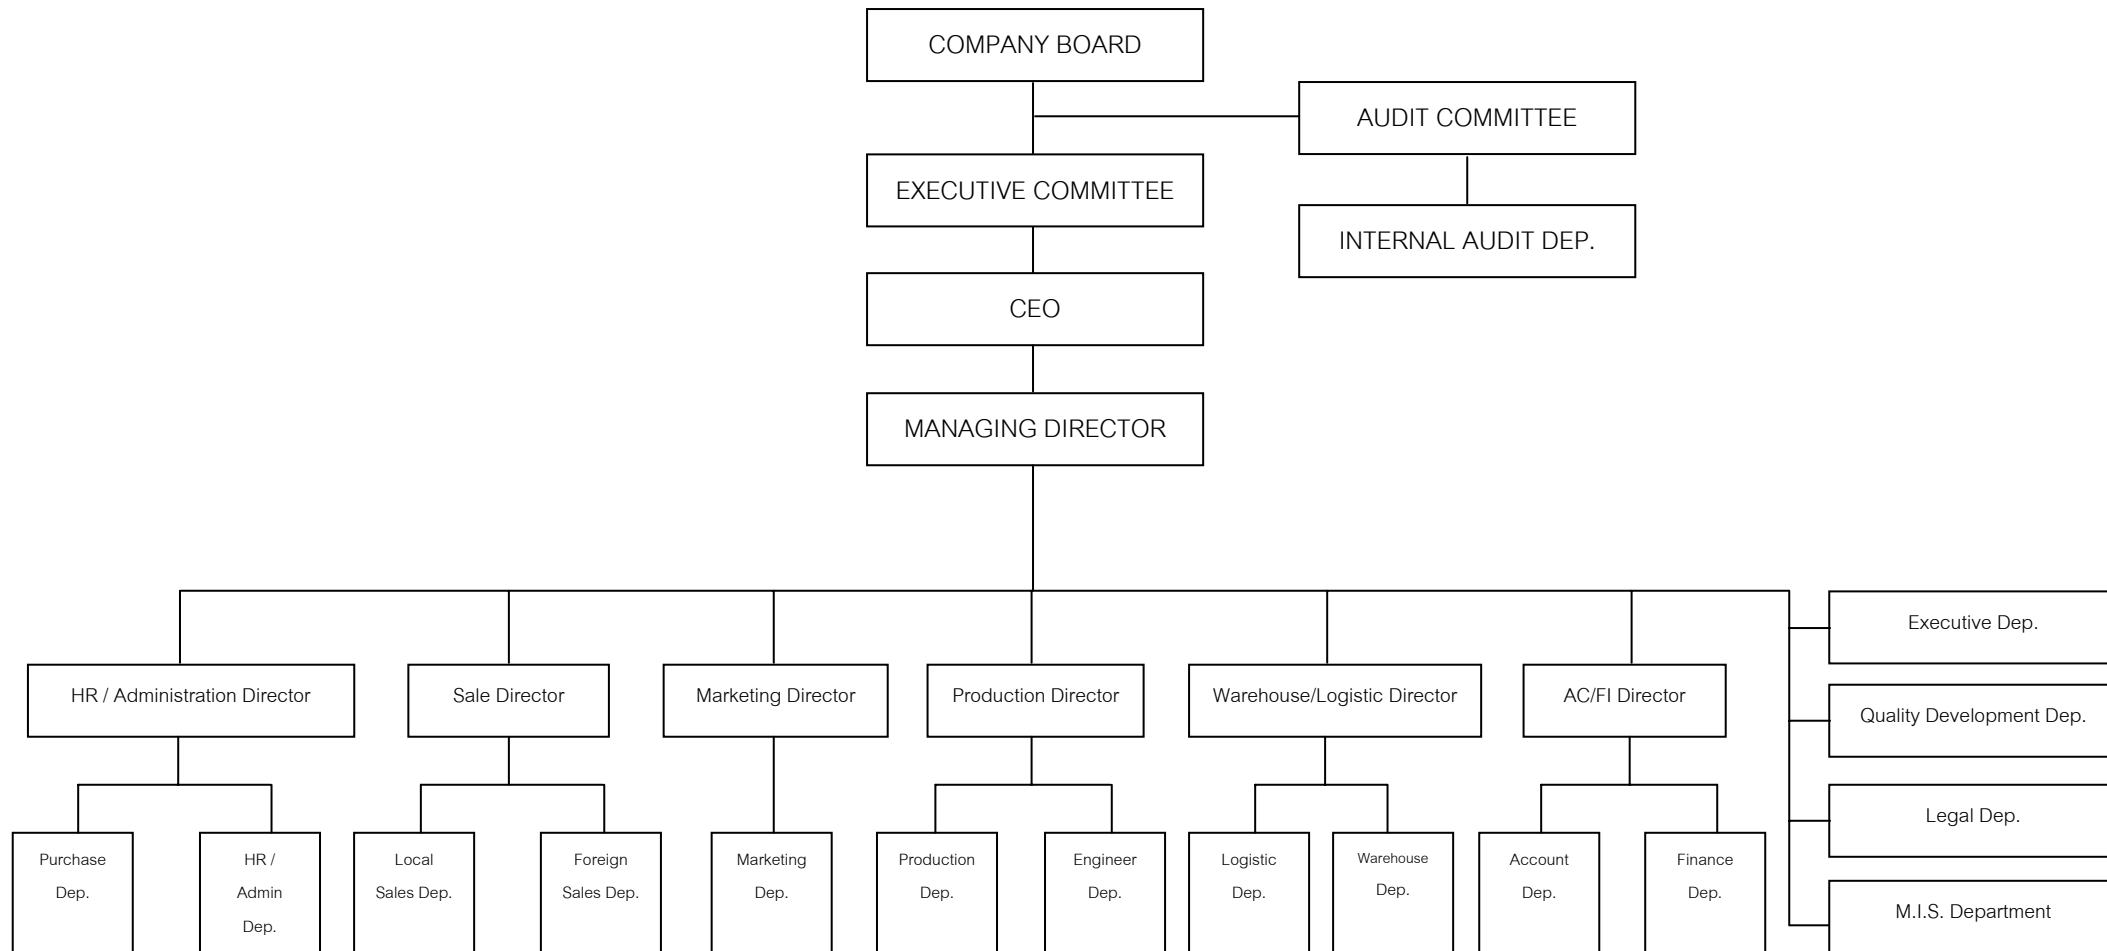 COMPANY BOARD
AUDIT COMMITTEE
EXECUTIVE COMMITTEE
INTERNAL AUDIT DEP.
CEO
MANAGING DIRECTOR
Executive Dep.
HR / Administration Director
Sale Director
Marketing Director
Production Director
Warehouse/Logistic Director
AC/FI Director
Quality Development Dep.
Legal Dep.
Purchase
Dep.
HR /
Admin
Dep.
Local
Sales Dep.
Foreign
Sales Dep.
Marketing
Dep.
Production
Dep.
Engineer
Dep.
Logistic
Dep.
Warehouse
Dep.
Account
Dep.
Finance
Dep.
M.I.S. Department